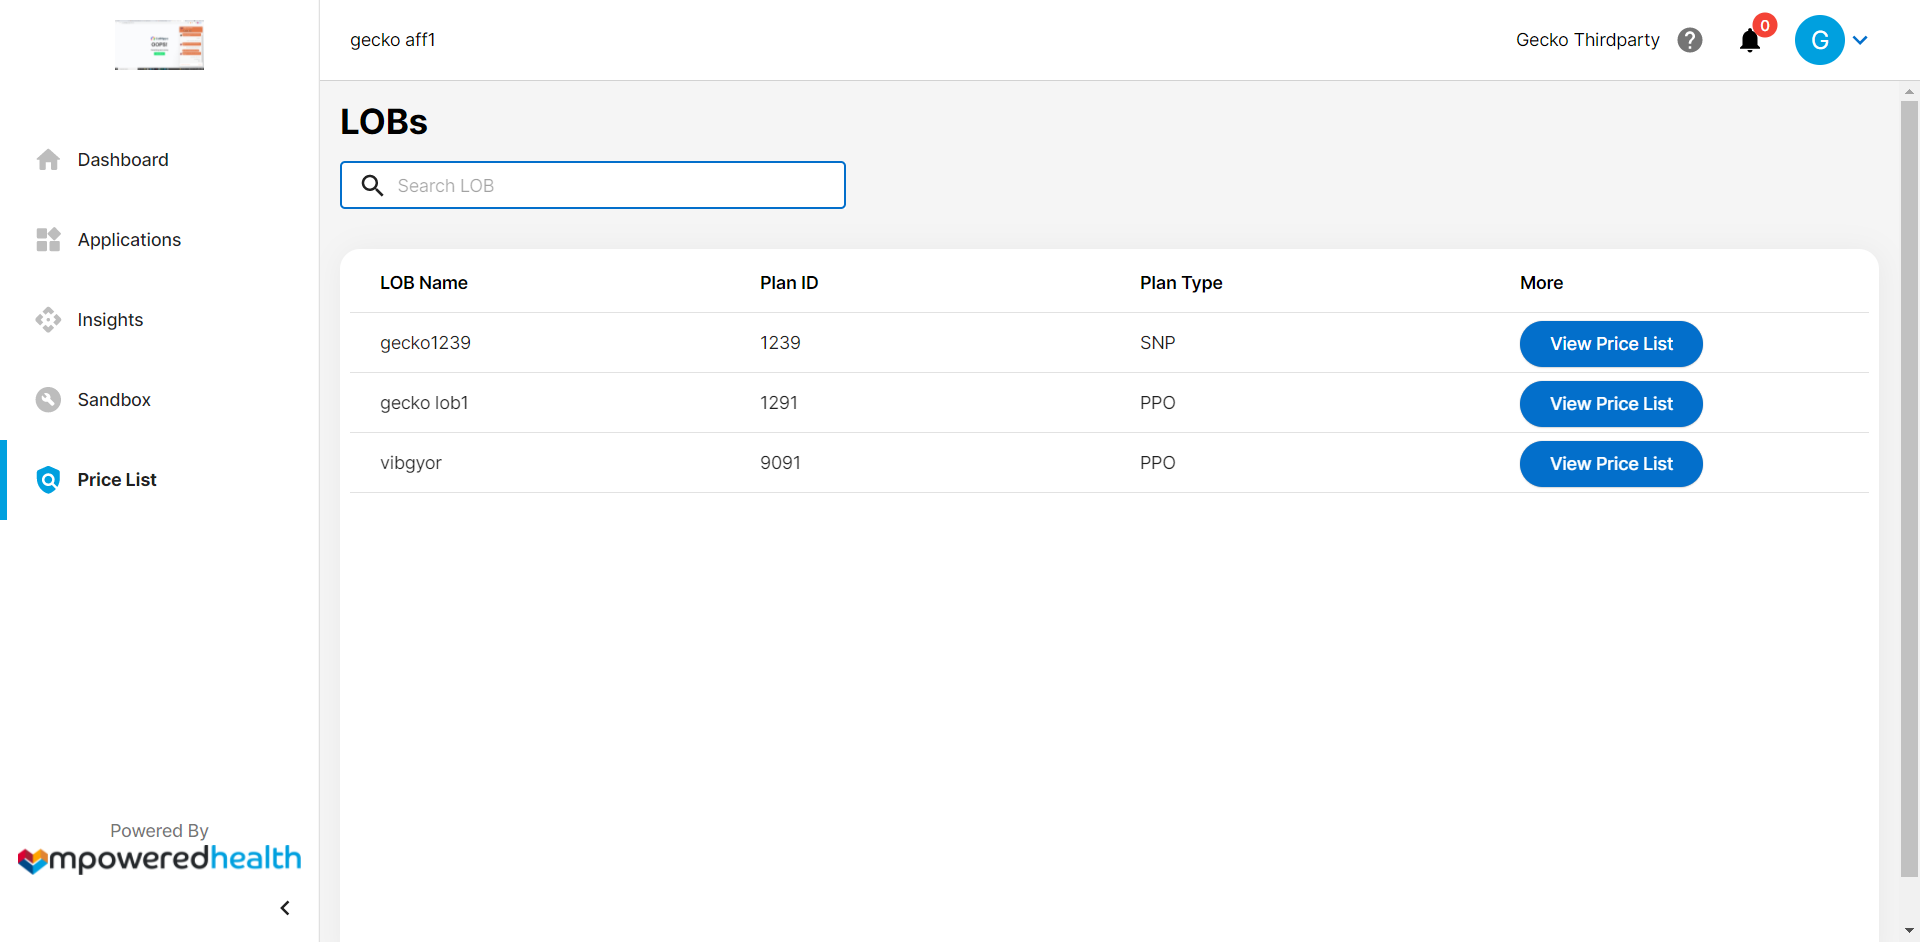 gecko aff1
Gecko Thirdparty
0
G
Dashboard
Applications
Insights
Sandbox
Price List
Powered By
mpoweredhealth
LOBs
Search LOB
LOB Name Plan ID Plan Type More
gecko1239 1239 SNP View Price List
gecko lob1 1291 PPO View Price List
vibgyor 9091 PPO View Price List